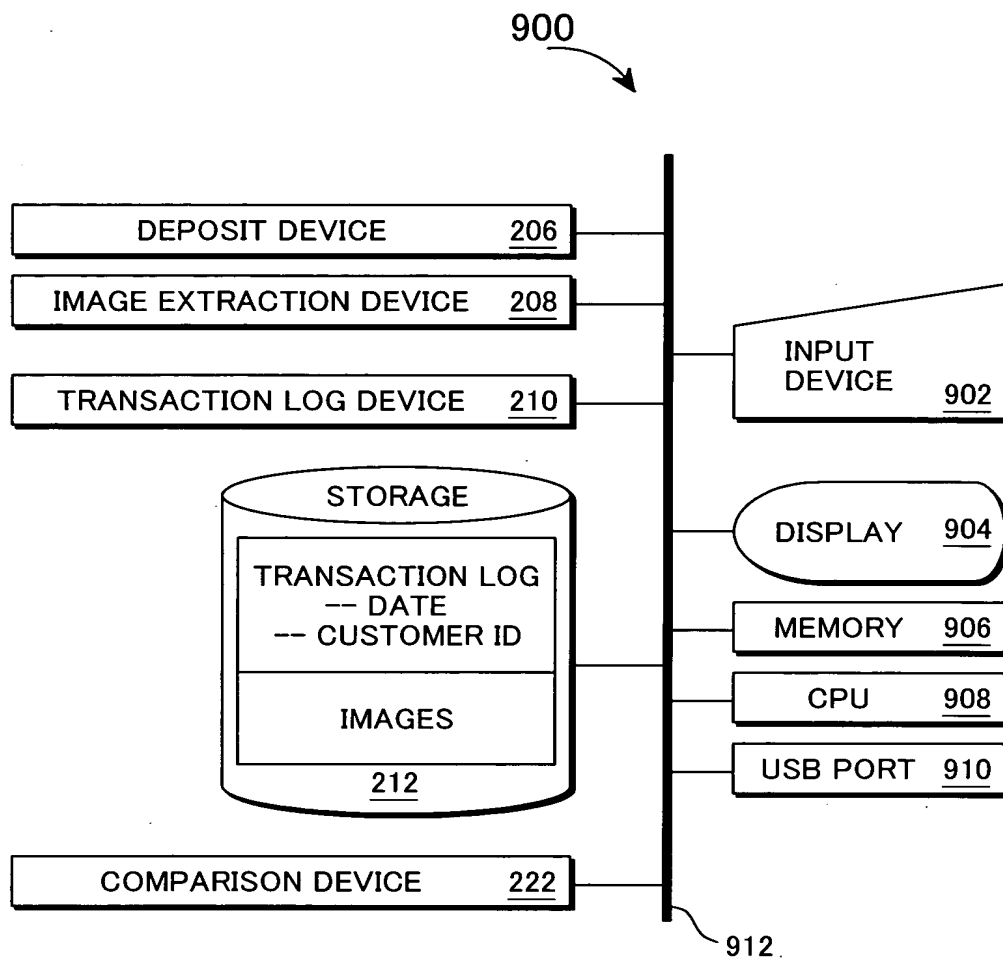 900
DEPOSIT DEVICE 206
IMAGE EXTRACTION DEVICE 208
TRANSACTION LOG DEVICE 210
STORAGE
TRANSACTION LOG
-- DATE
-- CUSTOMER ID
IMAGES
212
COMPARISON DEVICE 222
INPUT
DEVICE
902
DISPLAY 904
MEMORY 906
CPU 908
USB PORT 910
912